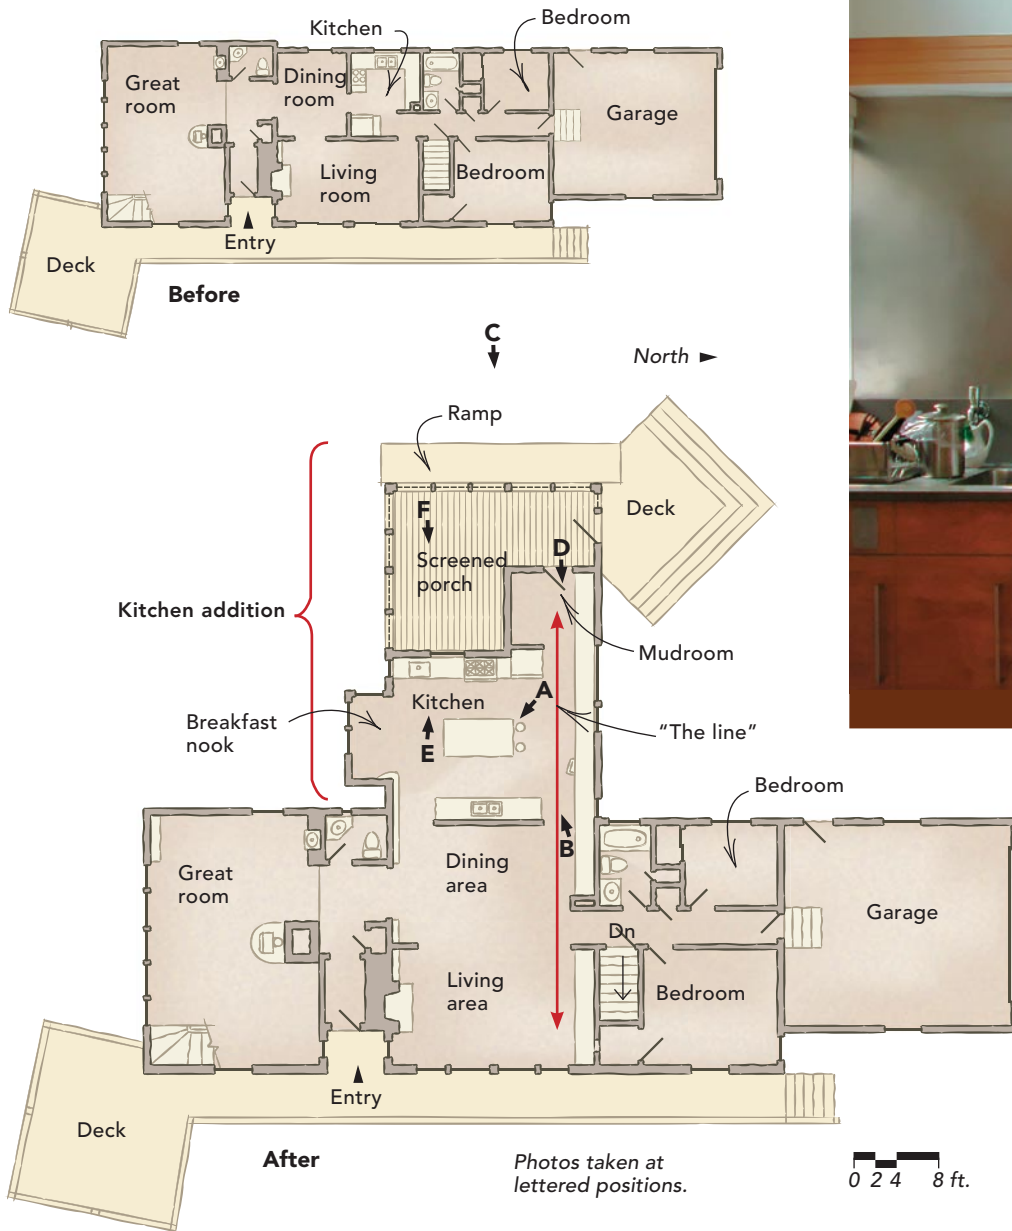 Bedroom
Kitchen
Great
room
Dining
room
Garage
Living
room
Bedroom
Entry
Deck
Before
C
North
Ramp
F
Deck
D
Screened
porch
Kitchen addition
Mudroom
A
Kitchen
Breakfast
nook
E
"The line"
Bedroom
B
Great
room
Dining
area
Garage
Dn
Living
area
Bedroom
Entry
Deck
After
Photos taken at
lettered positions.
0 2 4 8 ft.